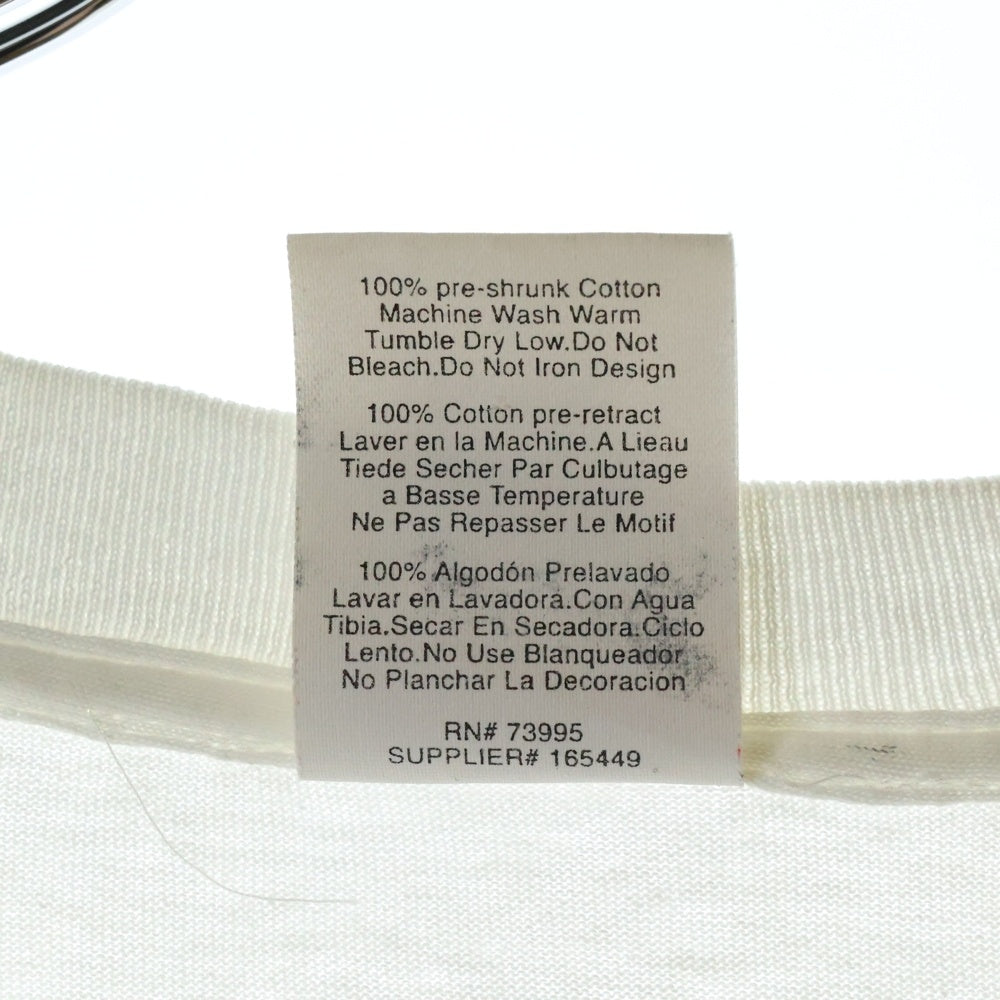 100% pre-shrunk Cotton
Machine Wash Warm
Tumble Dry Low.Do Not
Bleach.Do Not Iron Design
100% Cotton pre-retract
Laver en la Machine.A Lieau
Tiede Secher Par Culbutage
a Basse Temperature
Ne Pas Repasser Le Motif
100% Algodón Prelavado
Lavar en Lavadora.Con Agua
Tibia.Secar En Secadora.Ciclo
Lento.No Use Blanqueador
No Planchar La Decoracion
RN# 73995
SUPPLIER# 165449